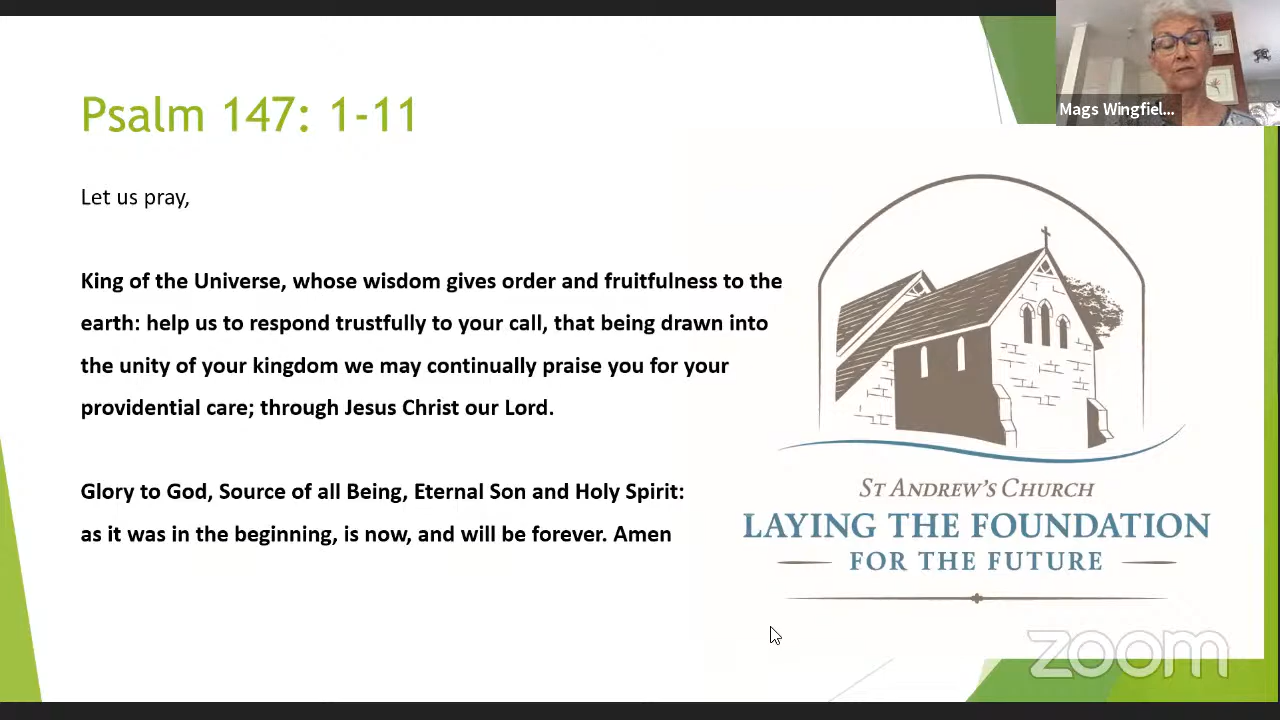 Psalm 147: 1-11
Mags Wingfiel...
Let us pray,
King of the Universe, whose wisdom gives order and fruitfulness to the
earth: help us to respond trustfully to your call, that being drawn into
the unity of your kingdom we may continually praise you for your
providential care; through Jesus Christ our Lord.
Glory to God, Source of all Being, Eternal Son and Holy Spirit:
as it was in the beginning, is now, and will be forever. Amen
ST ANDREW'S CHURCH
LAYING THE FOUNDATION
FOR THE FUTURE
zoom